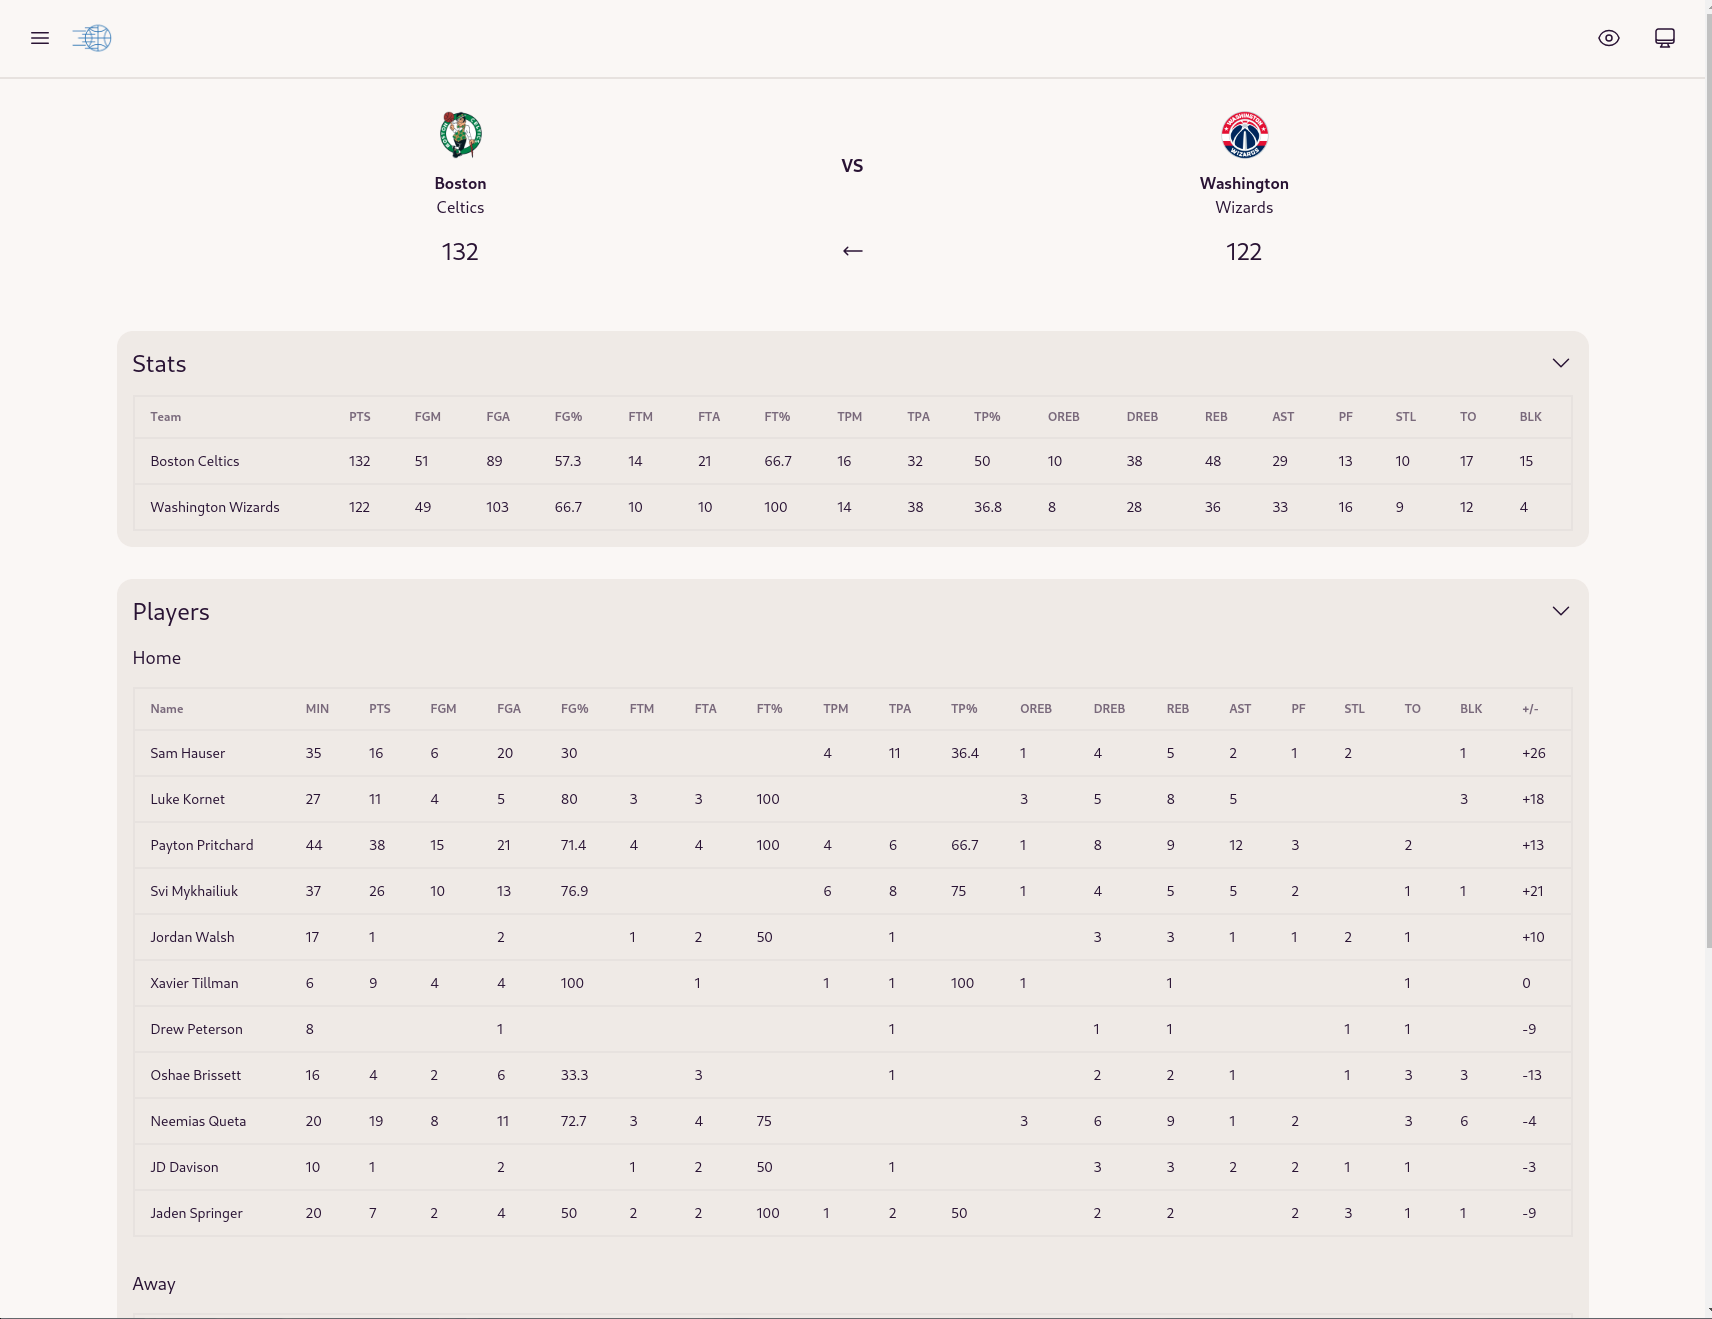 VS
Boston
Celtics
132
←
Washington
Wizards
122
Stats
Team PTS FGM FGA FG% FTM FTA FT% TPM TPA TP% OREB DREB REB AST PF STL TO BLK
Boston Celtics 132 51 89 57.3 14 21 66.7 16 32 50 10 38 48 29 13 10 17 15
Washington Wizards 122 49 103 66.7 10 10 100 14 38 36.8 8 28 36 33 16 9 12 4
Players
Home
Name MIN PTS FGM FGA FG% FTM FTA FT% TPM TPA TP% OREB DREB REB AST PF STL TO BLK +/-
Sam Hauser 35 16 6 20 30 4 11 36.4 1 4 5 2 1 2 1 +26
Luke Kornet 27 11 4 5 80 3 3 100 3 5 8 5 3 +18
Payton Pritchard 44 38 15 21 71.4 4 4 100 4 6 66.7 1 8 9 12 3 2 +13
Svi Mykhailiuk 37 26 10 13 76.9 6 8 75 1 4 5 5 2 1 1 +21
Jordan Walsh 17 1 2 1 2 50 1 3 3 1 1 2 1 +10
Xavier Tillman 6 9 4 4 100 1 1 1 100 1 1 1 0
Drew Peterson 8 1 1 1 1 1 1 -9
Oshae Brissett 16 4 2 6 33.3 3 1 2 2 1 1 3 3 -13
Neemias Queta 20 19 8 11 72.7 3 4 75 3 6 9 1 2 3 6 -4
JD Davison 10 1 2 1 2 50 1 3 3 2 2 1 1 -3
Jaden Springer 20 7 2 4 50 2 2 100 1 2 50 2 2 2 3 1 1 -9
Away